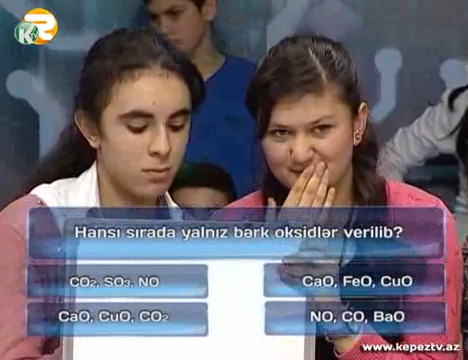 Hansı sırada yalnız bərk oksidlər verilib?
CO₂, SO₃, NO
CaO, FeO, CuO
CaO, CuO, CO₂
NO, CO, BaO
www.kepeztv.az